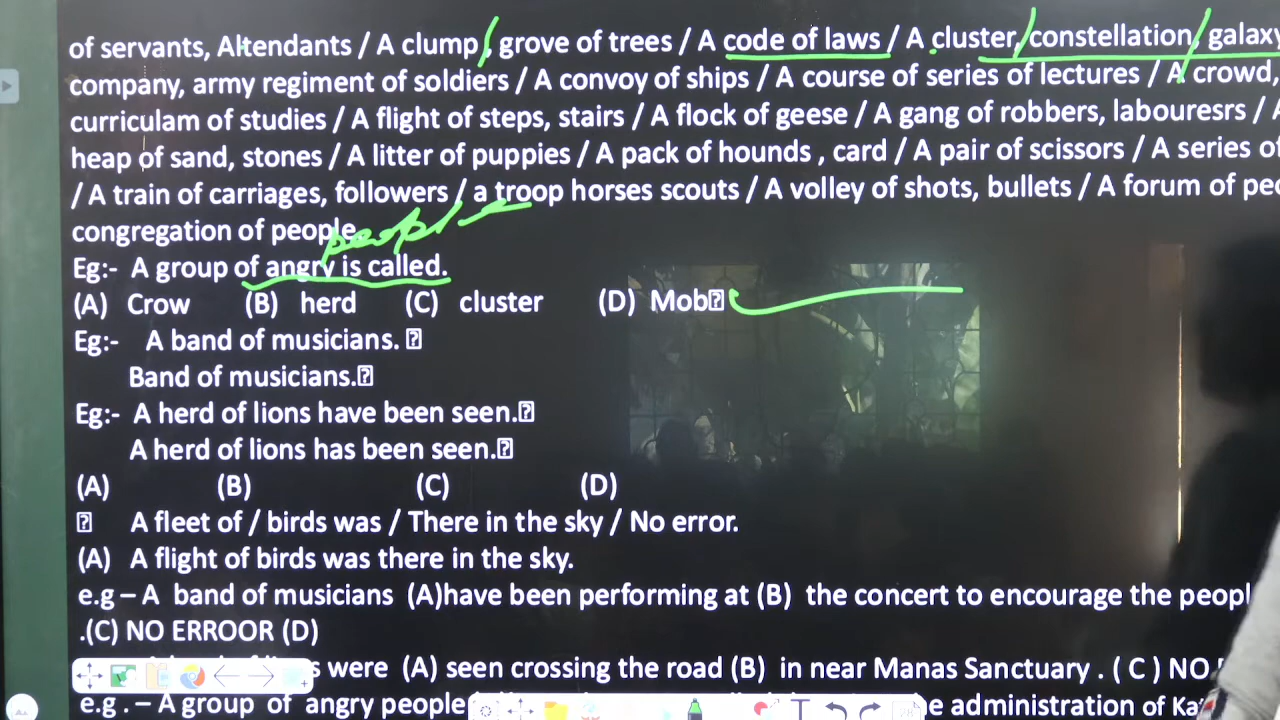 of servants, Altendants / A clump, grove of trees / A code of laws / A cluster, constellation, galaxy
company, army regiment of soldiers / A convoy of ships / A course of series of lectures / A crowd,
curriculam of studies / A flight of steps, stairs / A flock of geese / A gang of robbers, labouresrs /
heap of sand, stones / A litter of puppies / A pack of hounds , card / A pair of scissors / A series of
/ A train of carriages, followers / a troop horses scouts / A volley of shots, bullets / A forum of
congregation of people
people
Eg:- A group of angry is called.
(A) Crow (B) herd (C) cluster (D) Mob
Eg:- A band of musicians.
Band of musicians.
Eg:- A herd of lions have been seen.
A herd of lions has been seen.
(A) (B) (C) (D)
A fleet of / birds was / There in the sky / No error.
(A) A flight of birds was there in the sky.
e.g – A band of musicians (A)have been performing at (B) the concert to encourage the peopl
.(C) NO ERROOR (D)
were (A) seen crossing the road (B) in near Manas Sanctuary . ( C ) NO
e.g . – A group of angry people administration of